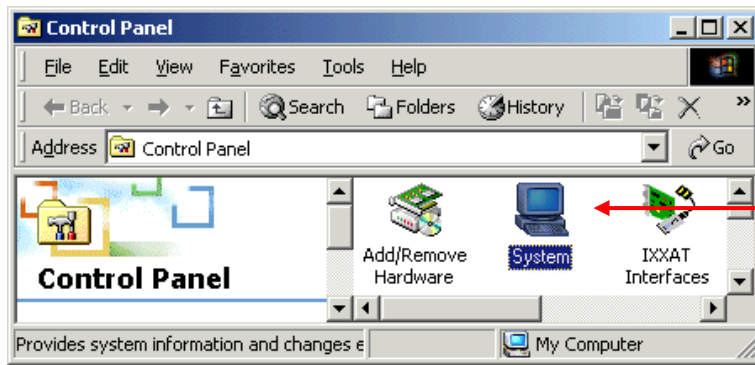 Control Panel
File Edit View Favorites Tools Help
Back Search Folders History »
Address Control Panel Go
Control Panel
Add/Remove Hardware
System
IXXAT Interfaces
Provides system information and changes e
My Computer